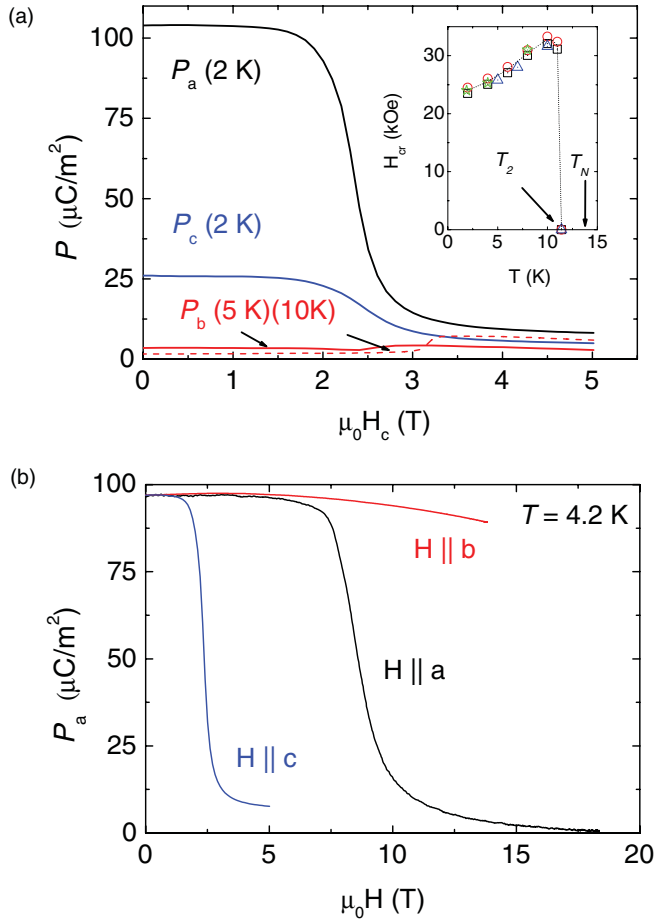 (a)
100
75
50
25
0
P (μC/m²)
Pa (2 K)
Pc (2 K)
Pb (5 K)(10K)
0 1 2 3 4 5
μ0Hc (T)
30
20
10
0
Hcr (kOe)
T2
TN
0 5 10 15
T (K)
(b)
100
75
50
25
0
Pa (μC/m²)
T = 4.2 K
H || b
H || a
H || c
0 5 10 15 20
μ0H (T)